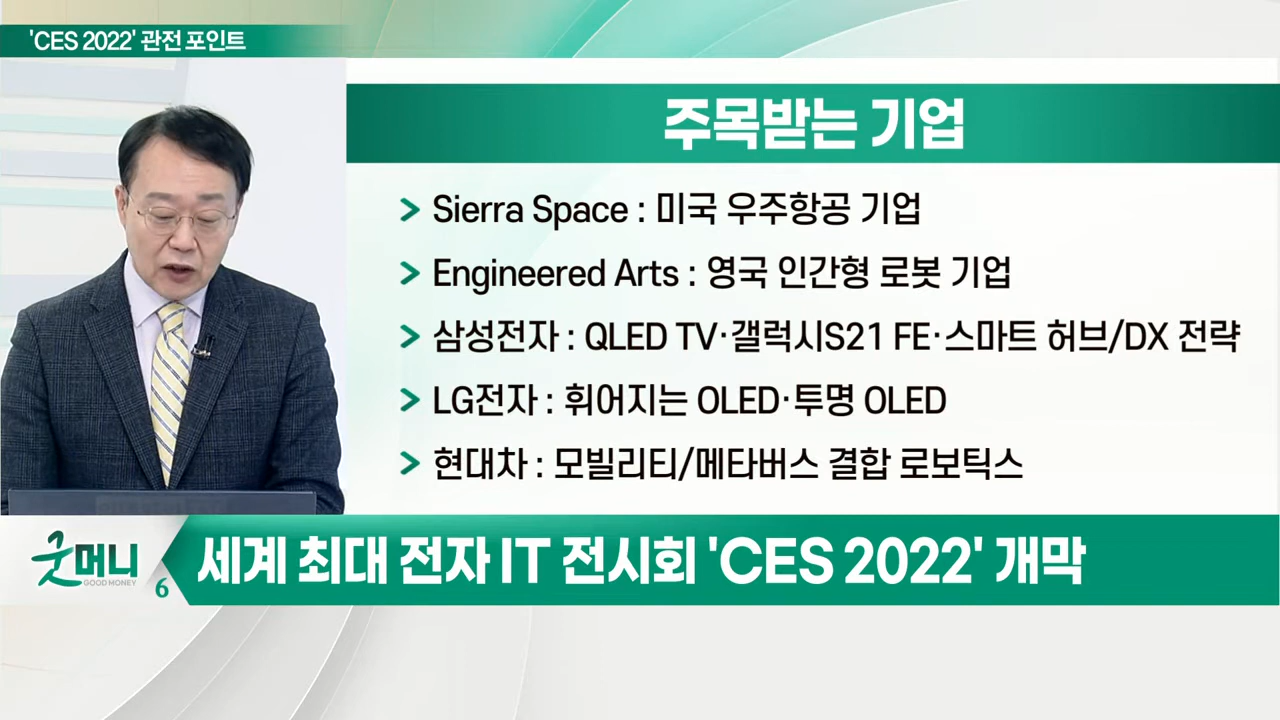 'CES 2022' 관전 포인트
주목받는 기업
> Sierra Space : 미국 우주항공 기업
> Engineered Arts : 영국 인간형 로봇 기업
> 삼성전자 : QLED TV·갤럭시S21 FE·스마트 허브/DX 전략
> LG전자 : 휘어지는 OLED·투명 OLED
> 현대차 : 모빌리티/메타버스 결합 로보틱스
굿머니
GOOD MONEY
6
세계 최대 전자 IT 전시회 'CES 2022' 개막